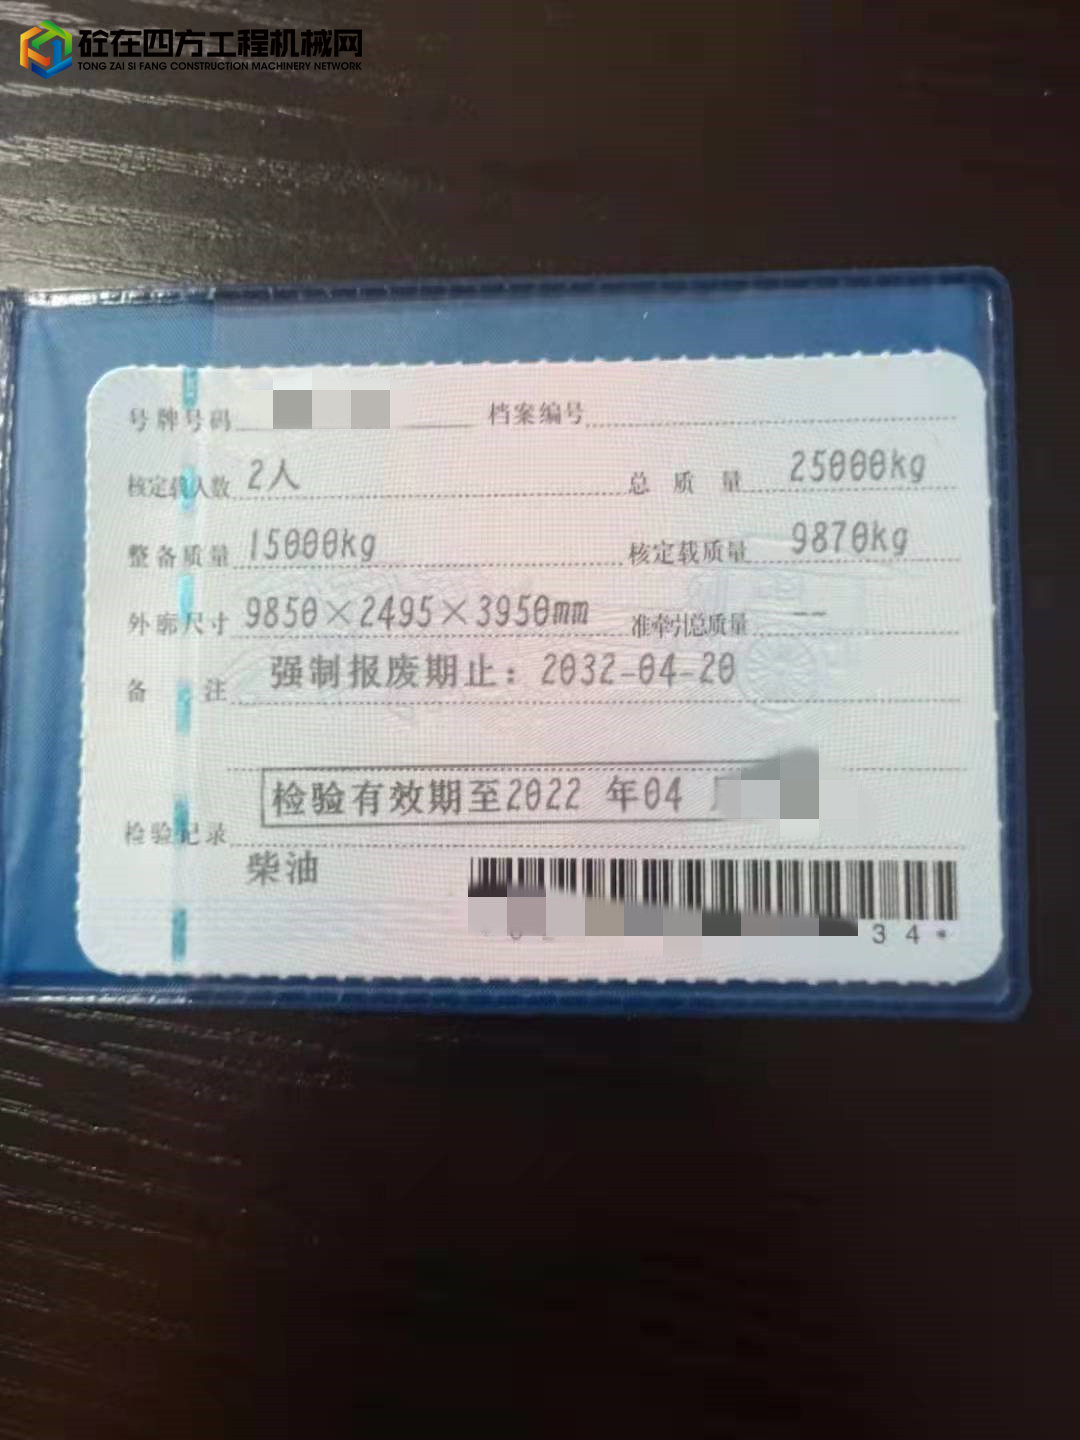 砼在四方工程机械网
TONG ZAI SI FANG CONSTRUCTION MACHINERY NETWORK
号牌号码 档案编号
核定载人数 2人 总质量 25000kg
整备质量 15000kg 核定载质量 9870kg
外廓尺寸 9850×2495×3950mm 准牵引总质量 --
备注 强制报废期止：2032-04-20
检验有效期至2022 年04
检验记录
柴油
34*